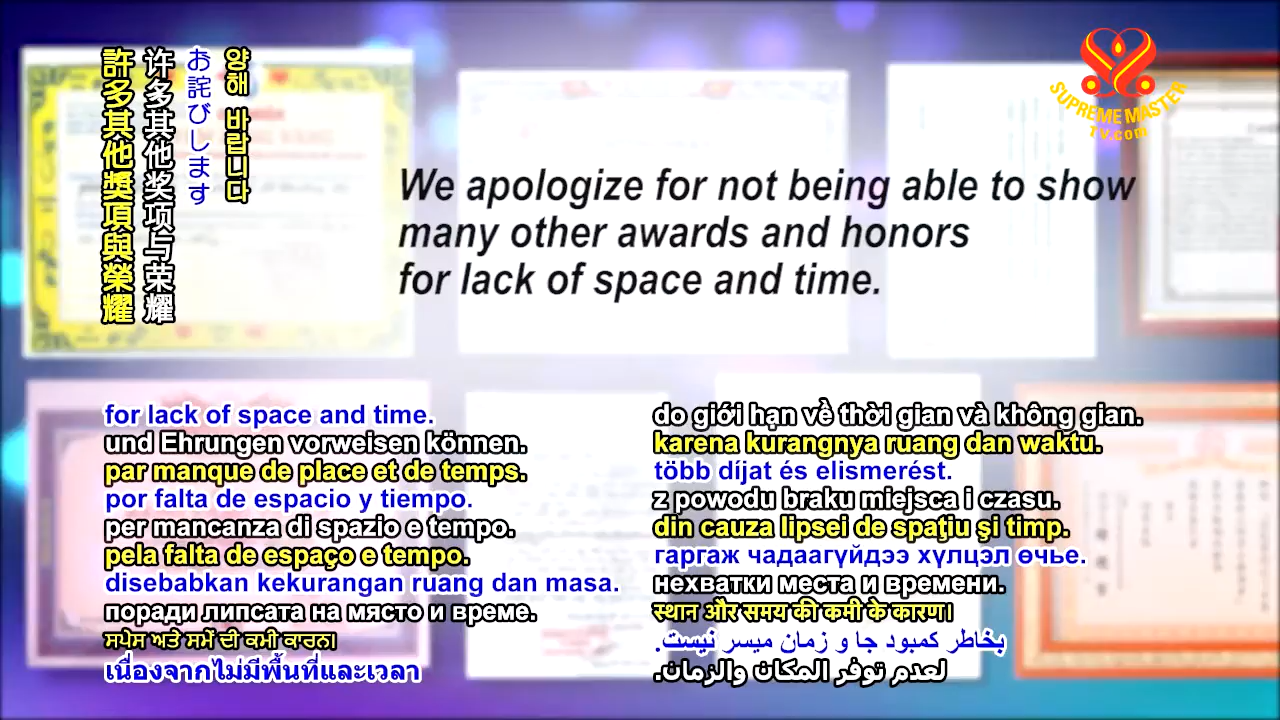 許多其他獎項與榮耀
许多其他奖项与荣耀
お詫びします
양해 바랍니다
SUPREME MASTER
TV.com
We apologize for not being able to show
many other awards and honors
for lack of space and time.
for lack of space and time.
und Ehrungen vorweisen können.
par manque de place et de temps.
por falta de espacio y tiempo.
per mancanza di spazio e tempo.
pela falta de espaço e tempo.
disebabkan kekurangan ruang dan masa.
поради липсата на място и време.
ਸਪੇਸ ਅਤੇ ਸਮੇਂ ਦੀ ਕਮੀ ਕਾਰਨ।
เนื่องจากไม่มีพื้นที่และเวลา
do giới hạn về thời gian và không gian.
karena kurangnya ruang dan waktu.
több díjat és elismerést.
z powodu braku miejsca i czasu.
din cauza lipsei de spaţiu şi timp.
гаргаж чадаагүйдээ хүлцэл өчье.
нехватки места и времени.
स्थान और समय की कमी के कारण।
بخاطر کمبود جا و زمان میسر نیست.
لعدم توفر المكان والزمان.